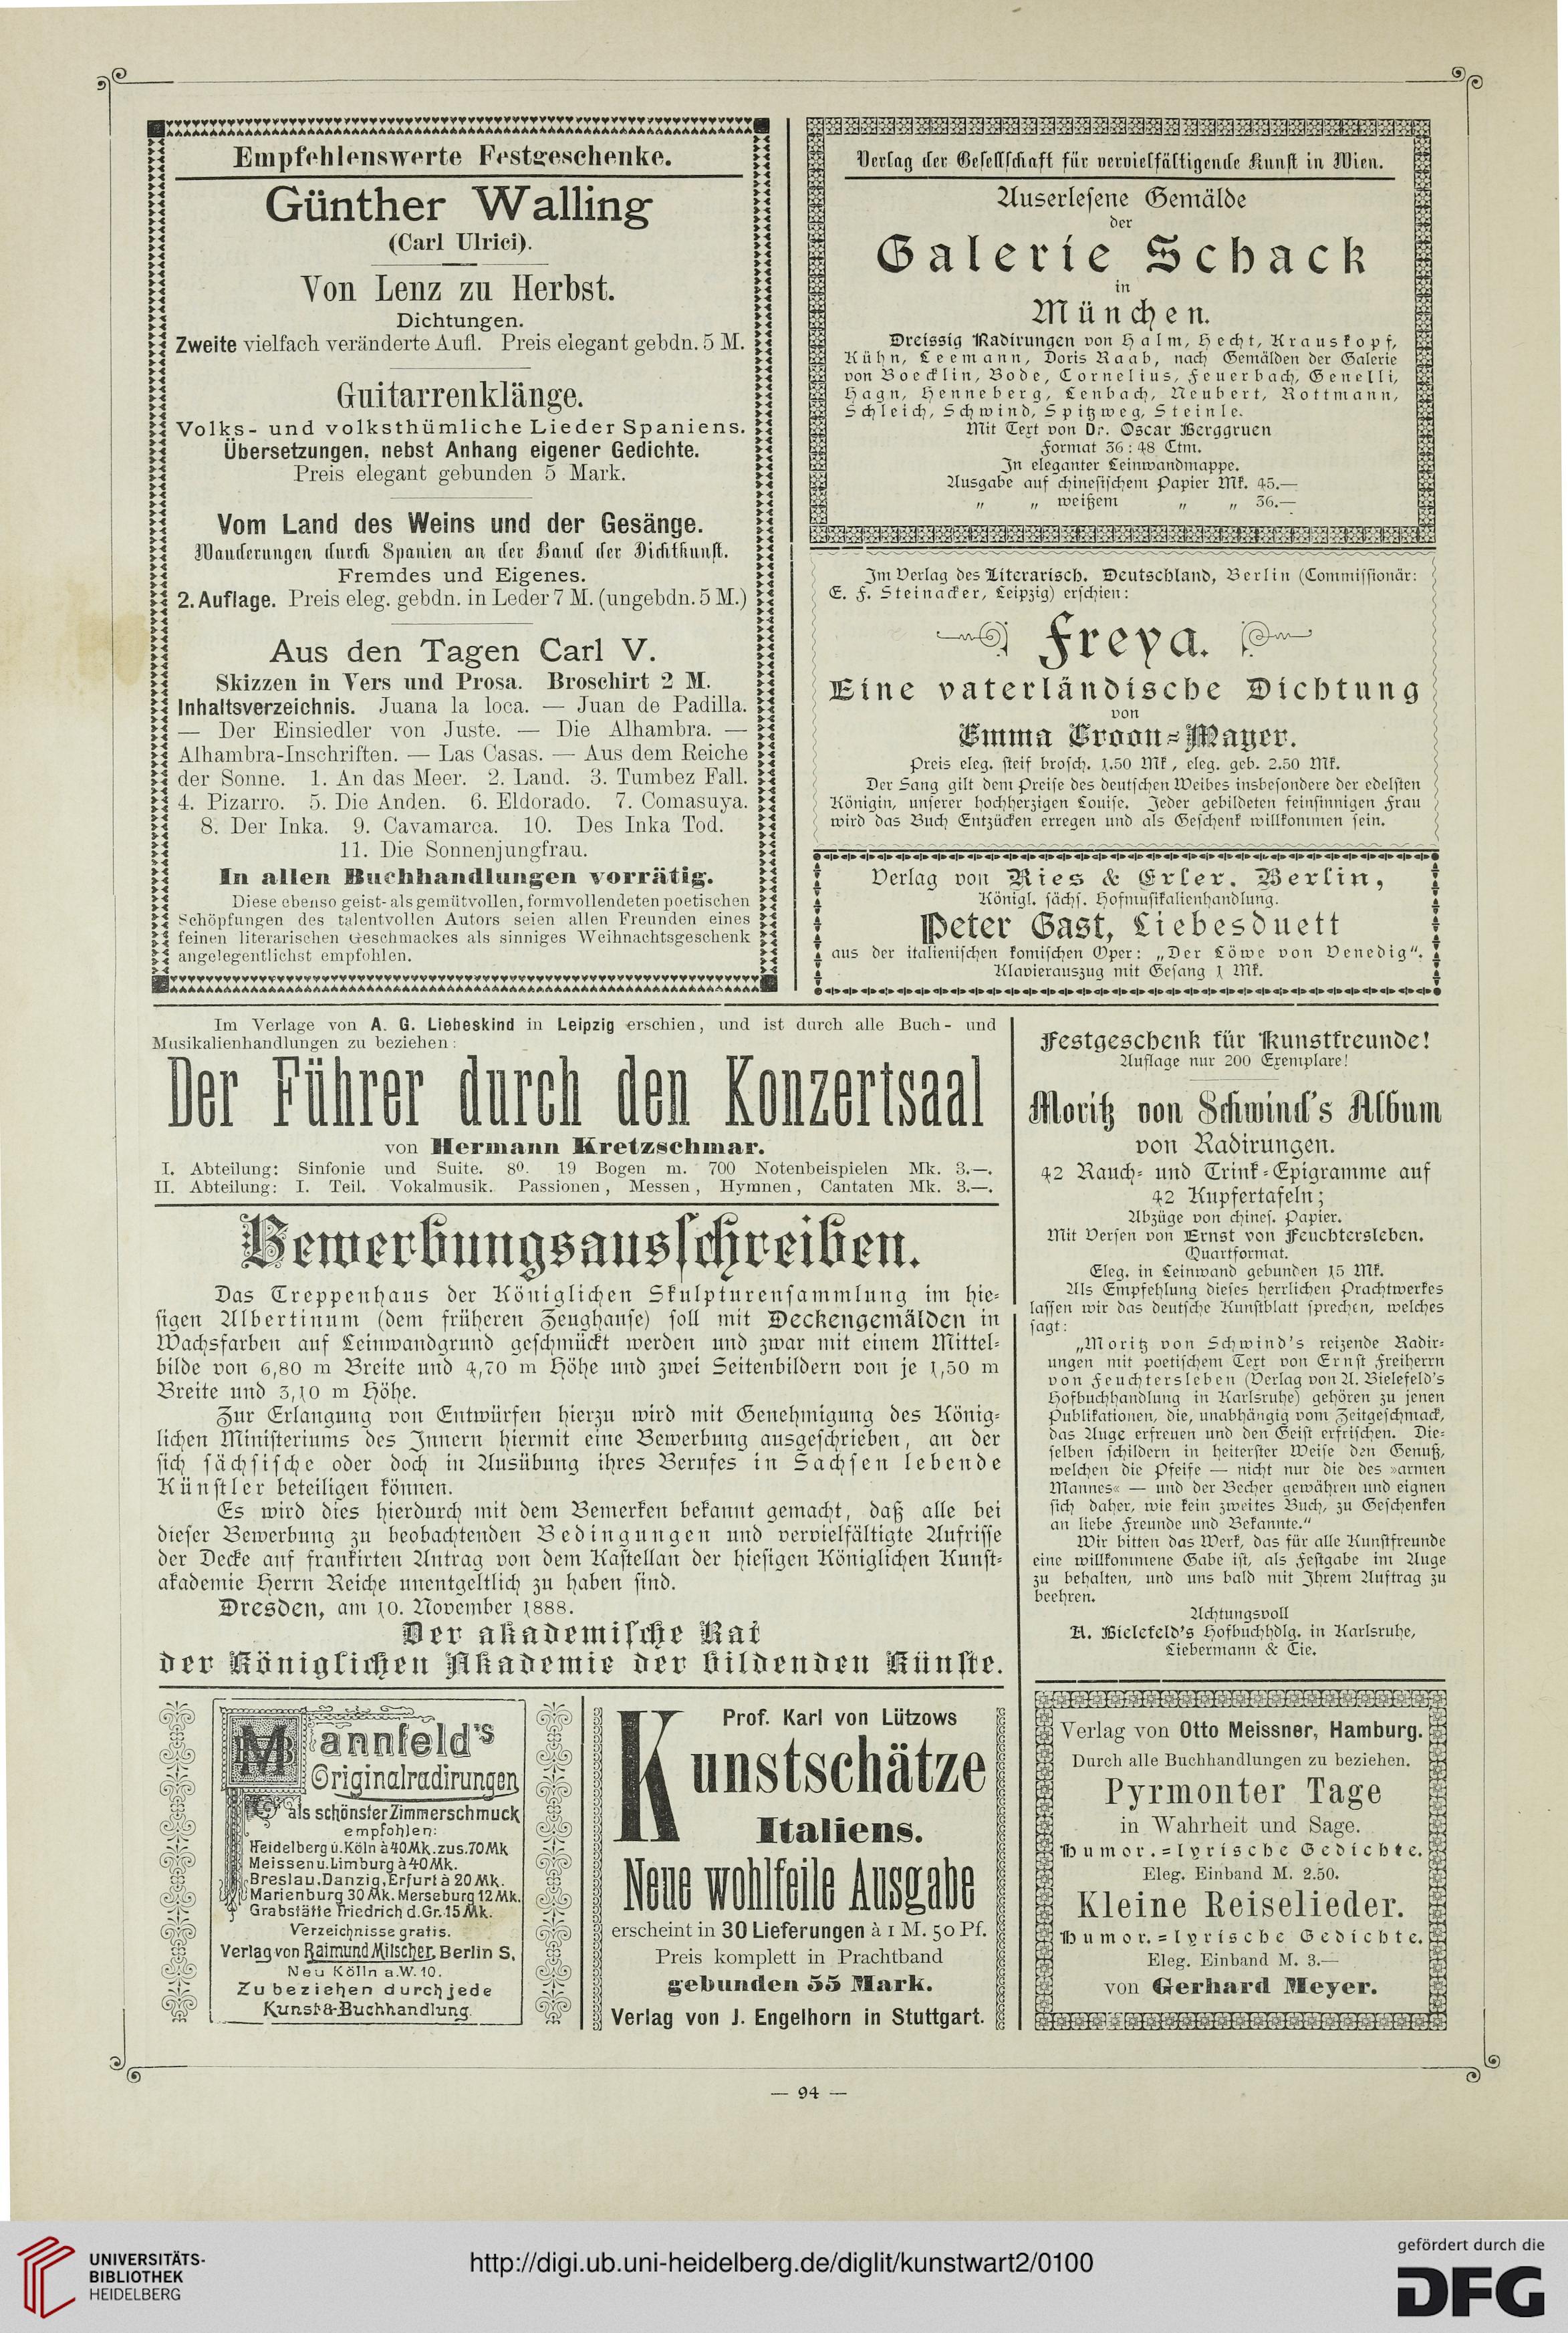 Empfehlenswerte Festgeschenke.
Günther Walling
(Carl Ulrici).
Von Lenz zu Herbst.
Dichtungen.
Zweite vielfach veränderte Aufl. Preis elegant gebdn. 5 M.
Guitarrenklänge.
Volks- und volksthümliche Lieder Spaniens.
Übersetzungen, nebst Anhang eigener Gedichte.
Preis elegant gebunden 5 Mark.
Vom Land des Weins und der Gesänge.
Wanderungen durch Spanien an der Hand der Dichtkunst.
Fremdes und Eigenes.
2. Auflage. Preis eleg. gebdn. in Leder 7 M. (ungebdn. 5 M.)
Aus den Tagen Carl V.
Skizzen in Vers und Prosa. Broschirt 2 M.
Inhaltsverzeichnis. Juana la loca. — Juan de Padilla.
— Der Einsiedler von Juste. — Die Alhambra. —
Alhambra-Inschriften. — Las Casas. — Aus dem Reiche
der Sonne. 1. An das Meer. 2. Land. 3. Tumbez Fall.
4. Pizarro. 5. Die Anden. 6. Eldorado. 7. Comasuya.
8. Der Inka. 9. Cavamarca. 10. Des Inka Tod.
11. Die Sonnenjungfrau.
In allen Buchhandlungen vorrätig.
Diese ebenso geist- als gemütvollen, formvollendeten poetischen
Schöpfungen des talentvollen Autors seien allen Freunden eines
feinen literarischen Geschmackes als sinniges Weihnachtsgeschenk
angelegentlichst empfohlen.
Verlag der Gesellschaft für vervielfältigende Kunst in Wien.
Auserlesene Gemälde
der
Galerie Schack
in
München.
Dreissig Radirungen von Halm, Hecht, Krauskopf,
Kühn, Leemann, Doris Raab, nach Gemälden der Galerie
von Boecklin, Bode, Cornelius, Feuerbach, Genelli,
Hagn, Henneberg, Lenbach, Neubert, Rottmann,
Schleich, Schwind, Spitzweg, Steinle.
Mit Text von Dr. Oscar Berggruen
Format 36:48 Ctm.
In eleganter Leinwandmappe.
Ausgabe auf chinesischem Papier Mk. 45.—
„ „ weißem „ „ 36.—
Im Verlag des Literarisch. Deutschland, Berlin (Commissionär:
E. F. Steinacker, Leipzig) erschien:
Freya.
Eine vaterländische Dichtung
von
Emma Croon-Mayer.
Preis eleg. steif brosch. 1.50 Mk, eleg. geb. 2.50 Mk.
Der Sang gilt dem Preise des deutschen Weibes insbesondere der edelsten
Königin, unserer hochherzigen Louise. Jeder gebildeten feinsinnigen Frau
wird das Buch Entzücken erregen und als Geschenk willkommen sein.
Verlag von Ries & Erler, Berlin,
Königl. sächs. Hofmusikalienhandlung.
Peter Gast, Liebesduett
aus der italienischen komischen Oper: „Der Löwe von Venedig“.
Klavierauszug mit Gesang 1 Mk.
Im Verlage von A. G. Liebeskind in Leipzig erschien, und ist durch alle Buch- und
Musikalienhandlungen zu beziehen:
Der Führer durch den Konzertsaal
von Hermann Kretzschmar.
I. Abteilung: Sinfonie und Suite. 8⁰. 19 Bogen m. 700 Notenbeispielen Mk. 3.—.
II. Abteilung: I. Teil. Vokalmusik. Passionen, Messen, Hymnen, Cantaten Mk. 3.—.
Bewerbungsausschreiben.
Das Treppenhaus der Königlichen Skulpturensammlung im hie-
sigen Albertinum (dem früheren Zeughause) soll mit Deckengemälden in
Wachsfarben auf Leinwandgrund geschmückt werden und zwar mit einem Mittel-
bilde von 6,80 m Breite und 4,70 m Höhe und zwei Seitenbildern von je 1,50 m
Breite und 3,10 m Höhe.
Zur Erlangung von Entwürfen hierzu wird mit Genehmigung des König-
lichen Ministeriums des Innern hiermit eine Bewerbung ausgeschrieben, an der
sich sächsische oder doch in Ausübung ihres Berufes in Sachsen lebende
Künstler beteiligen können.
Es wird dies hierdurch mit dem Bemerken bekannt gemacht, daß alle bei
dieser Bewerbung zu beobachtenden Bedingungen und vervielfältigte Aufrisse
der Decke auf frankirten Antrag von dem Kastellan der hiesigen Königlichen Kunst-
akademie Herrn Reiche unentgeltlich zu haben sind.
Dresden, am 10. November 1888.
Der akademische Rat
der Königlichen Akademie der bildenden Künste.
Festgeschenk für Kunstfreunde!
Auflage nur 200 Exemplare!
Moritz von Schwind's Album
von Radirungen.
42 Rauch- und Trink-Epigramme auf
42 Kupfertafeln;
Abzüge von chines. Papier.
Mit Versen von Ernst von Feuchtersleben.
Quartformat.
Eleg. in Leinwand gebunden 15 Mk.
Als Empfehlung dieses herrlichen Prachtwerkes
lassen wir das deutsche Kunstblatt sprechen, welches
sagt:
„Moritz von Schwind's reizende Radir-
ungen mit poetischem Text von Ernst Freiherrn
von Feuchtersleben (Verlag von A. Bielefeld's
Hofbuchhandlung in Karlsruhe) gehören zu jenen
Publikationen, die, unabhängig vom Zeitgeschmack,
das Auge erfreuen und den Geist erfrischen. Die-
selben schildern in heiterster Weise den Genuß,
welchen die Pfeife — nicht nur die des »armen
Mannes« — und der Becher gewähren und eignen
sich daher, wie kein zweites Buch, zu Geschenken
an liebe Freunde und Bekannte.“
Wir bitten das Werk, das für alle Kunstfreunde
eine willkommene Gabe ist, als Festgabe im Auge
zu behalten, und uns bald mit Ihrem Auftrag zu
beehren.
Achtungsvoll
A. Bielefeld's Hofbuchhdlg. in Karlsruhe,
Liebermann & Cie.
Mannfeld's
Originalradirungen
als schönster Zimmerschmuck
empfohlen:
Heidelberg u. Köln à 40 Mk. zus. 70 Mk
Meissen u. Limburg à 40 Mk.
Breslau, Danzig, Erfurt à 20 Mk.
Marienburg 30 Mk. Merseburg 12 Mk.
Grabstätte Friedrich d. Gr. 15 Mk.
Verzeichnisse gratis.
Verlag von Raimund Mitscher, Berlin S.
Neu Kölln a. W. 10.
Zu beziehen durch jede
Kunst & Buchhandlung.
Prof. Karl von Lützows
Kunstschätze
Italiens.
Neue wohlfeile Ausgabe
erscheint in 30 Lieferungen à 1 M. 50 Pf.
Preis komplett in Prachtband
gebunden 55 Mark.
Verlag von J. Engelhorn in Stuttgart.
Verlag von Otto Meissner, Hamburg.
Durch alle Buchhandlungen zu beziehen.
Pyrmonter Tage
in Wahrheit und Sage.
Humor.-lyrische Gedichte.
Eleg. Einband M. 2.50.
Kleine Reiselieder.
Humor.-lyrische Gedichte.
Eleg. Einband M. 3.—
von Gerhard Meyer.
— 94 —
UNIVERSITÄTS-
BIBLIOTHEK
HEIDELBERG
http://digi.ub.uni-heidelberg.de/diglit/kunstwart2/0100
gefördert durch die
DFG